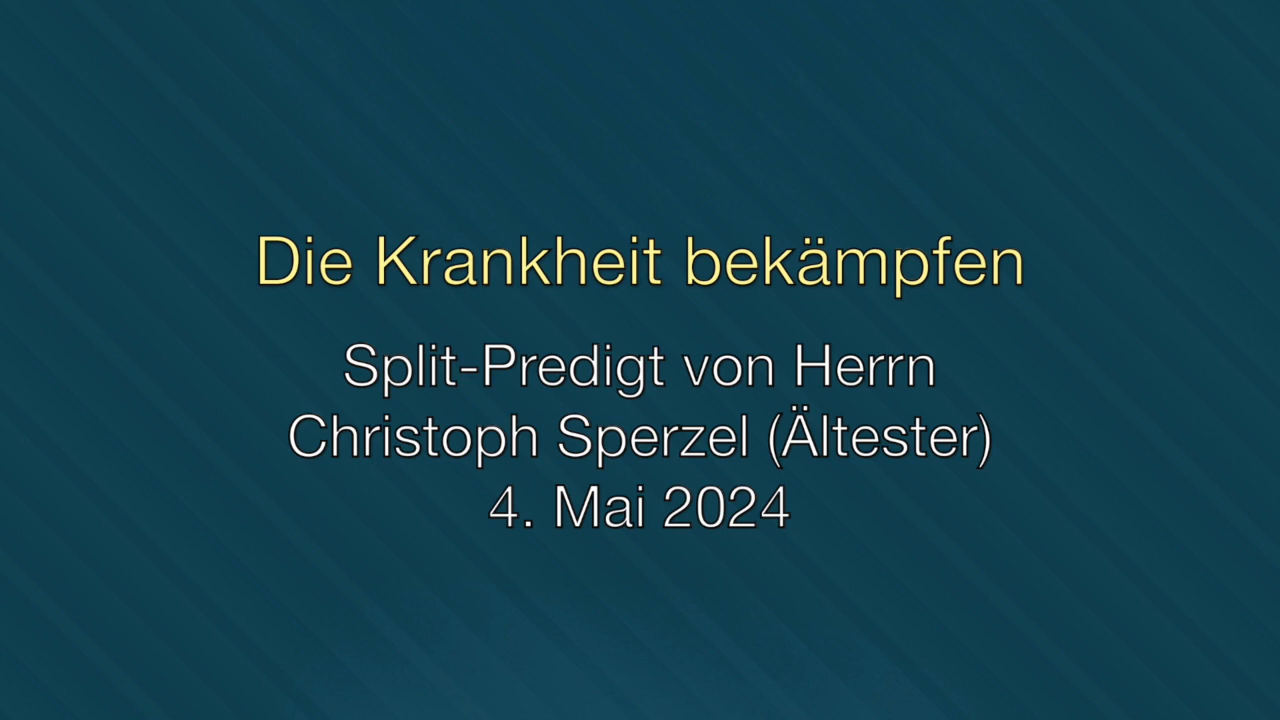 Die Krankheit bekämpfen
Split-Predigt von Herrn
Christoph Sperzel (Ältester)
4. Mai 2024